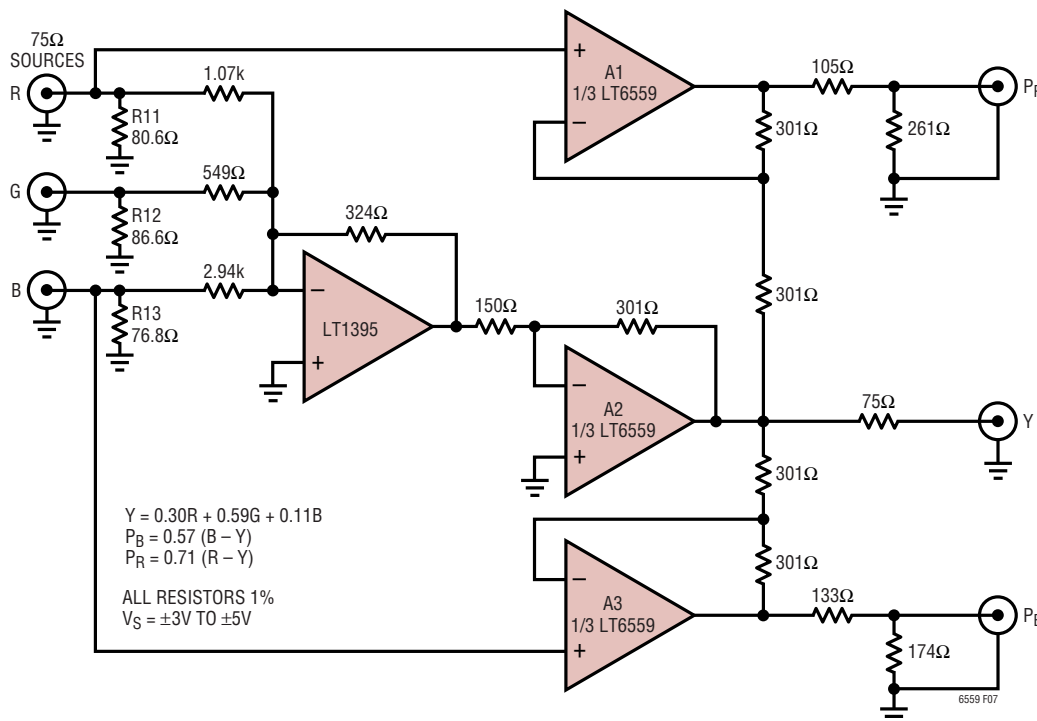 75Ω
SOURCES
R
R11
80.6Ω
1.07k
G
R12
86.6Ω
549Ω
B
R13
76.8Ω
2.94k
324Ω
−
LT1395
+
150Ω
301Ω
+
A1
1/3 LT6559
−
105Ω
261Ω
301Ω
301Ω
−
A2
1/3 LT6559
+
75Ω
Y
301Ω
301Ω
−
A3
1/3 LT6559
+
133Ω
174Ω
Y = 0.30R + 0.59G + 0.11B
PB = 0.57 (B – Y)
PR = 0.71 (R – Y)
ALL RESISTORS 1%
VS = ±3V TO ±5V
6559 F07